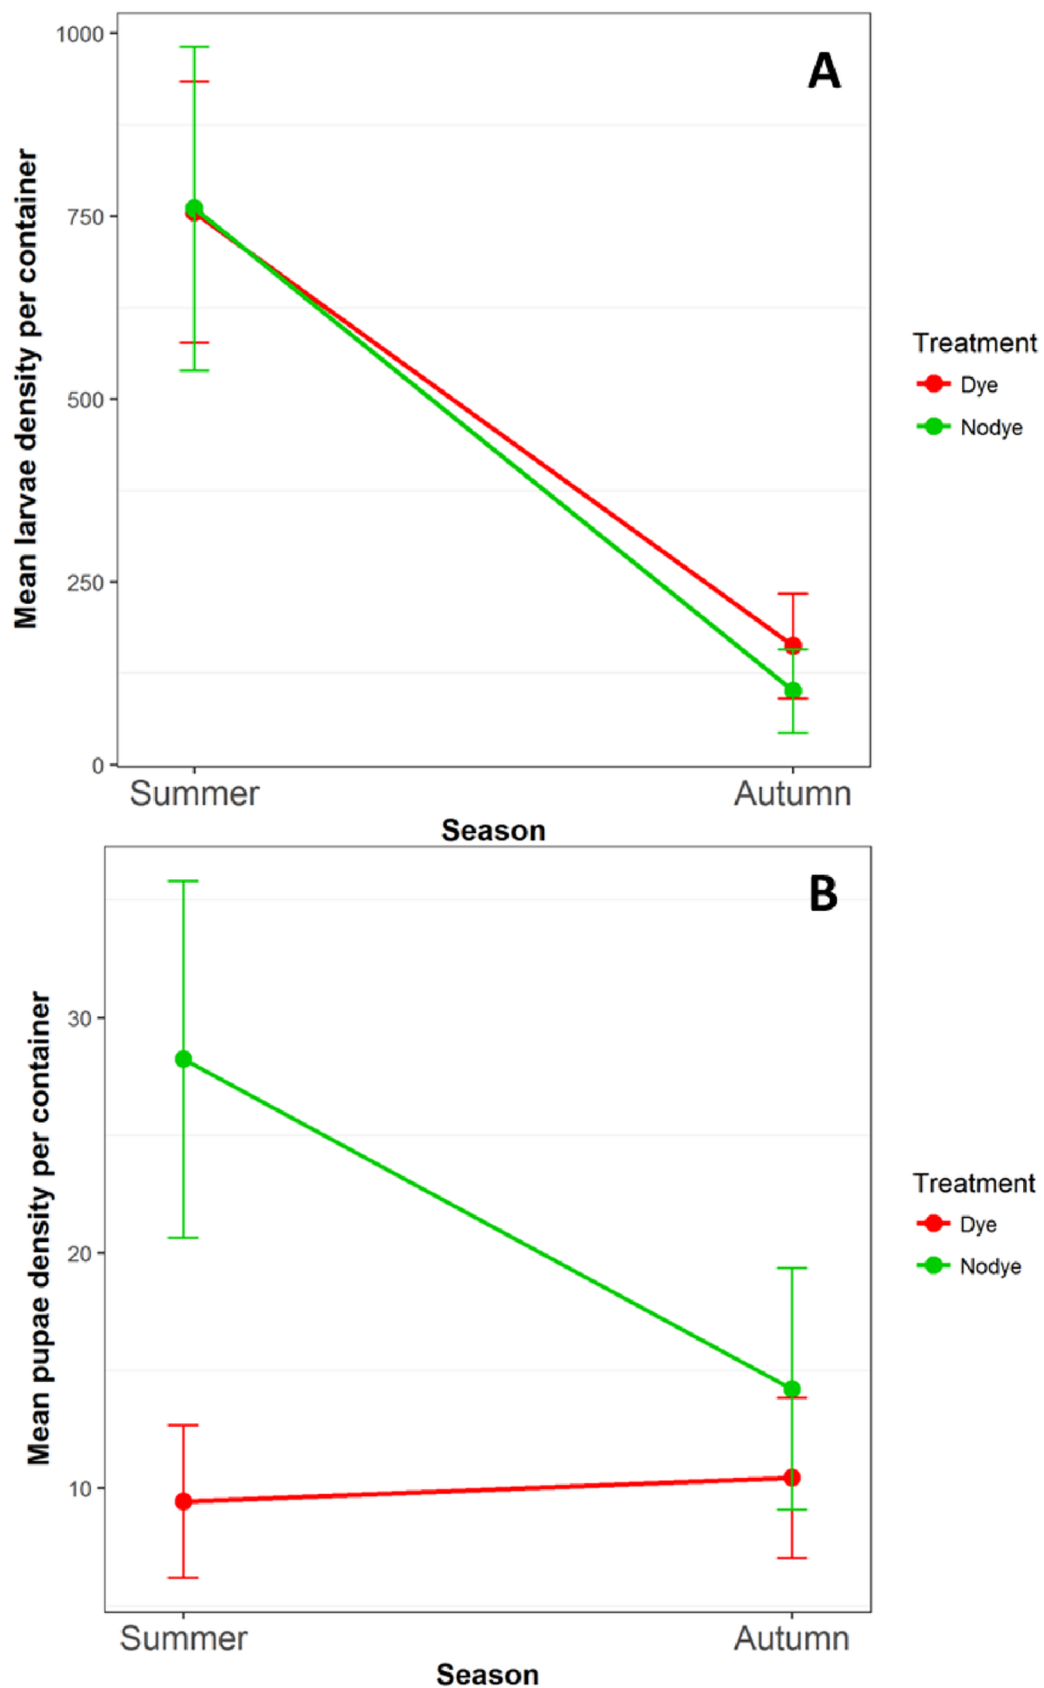 A
1000
750
500
250
0
Mean larvae density per container
Summer
Autumn
Season
Treatment
Dye
Nodye
B
30
20
10
Mean pupae density per container
Summer
Autumn
Season
Treatment
Dye
Nodye